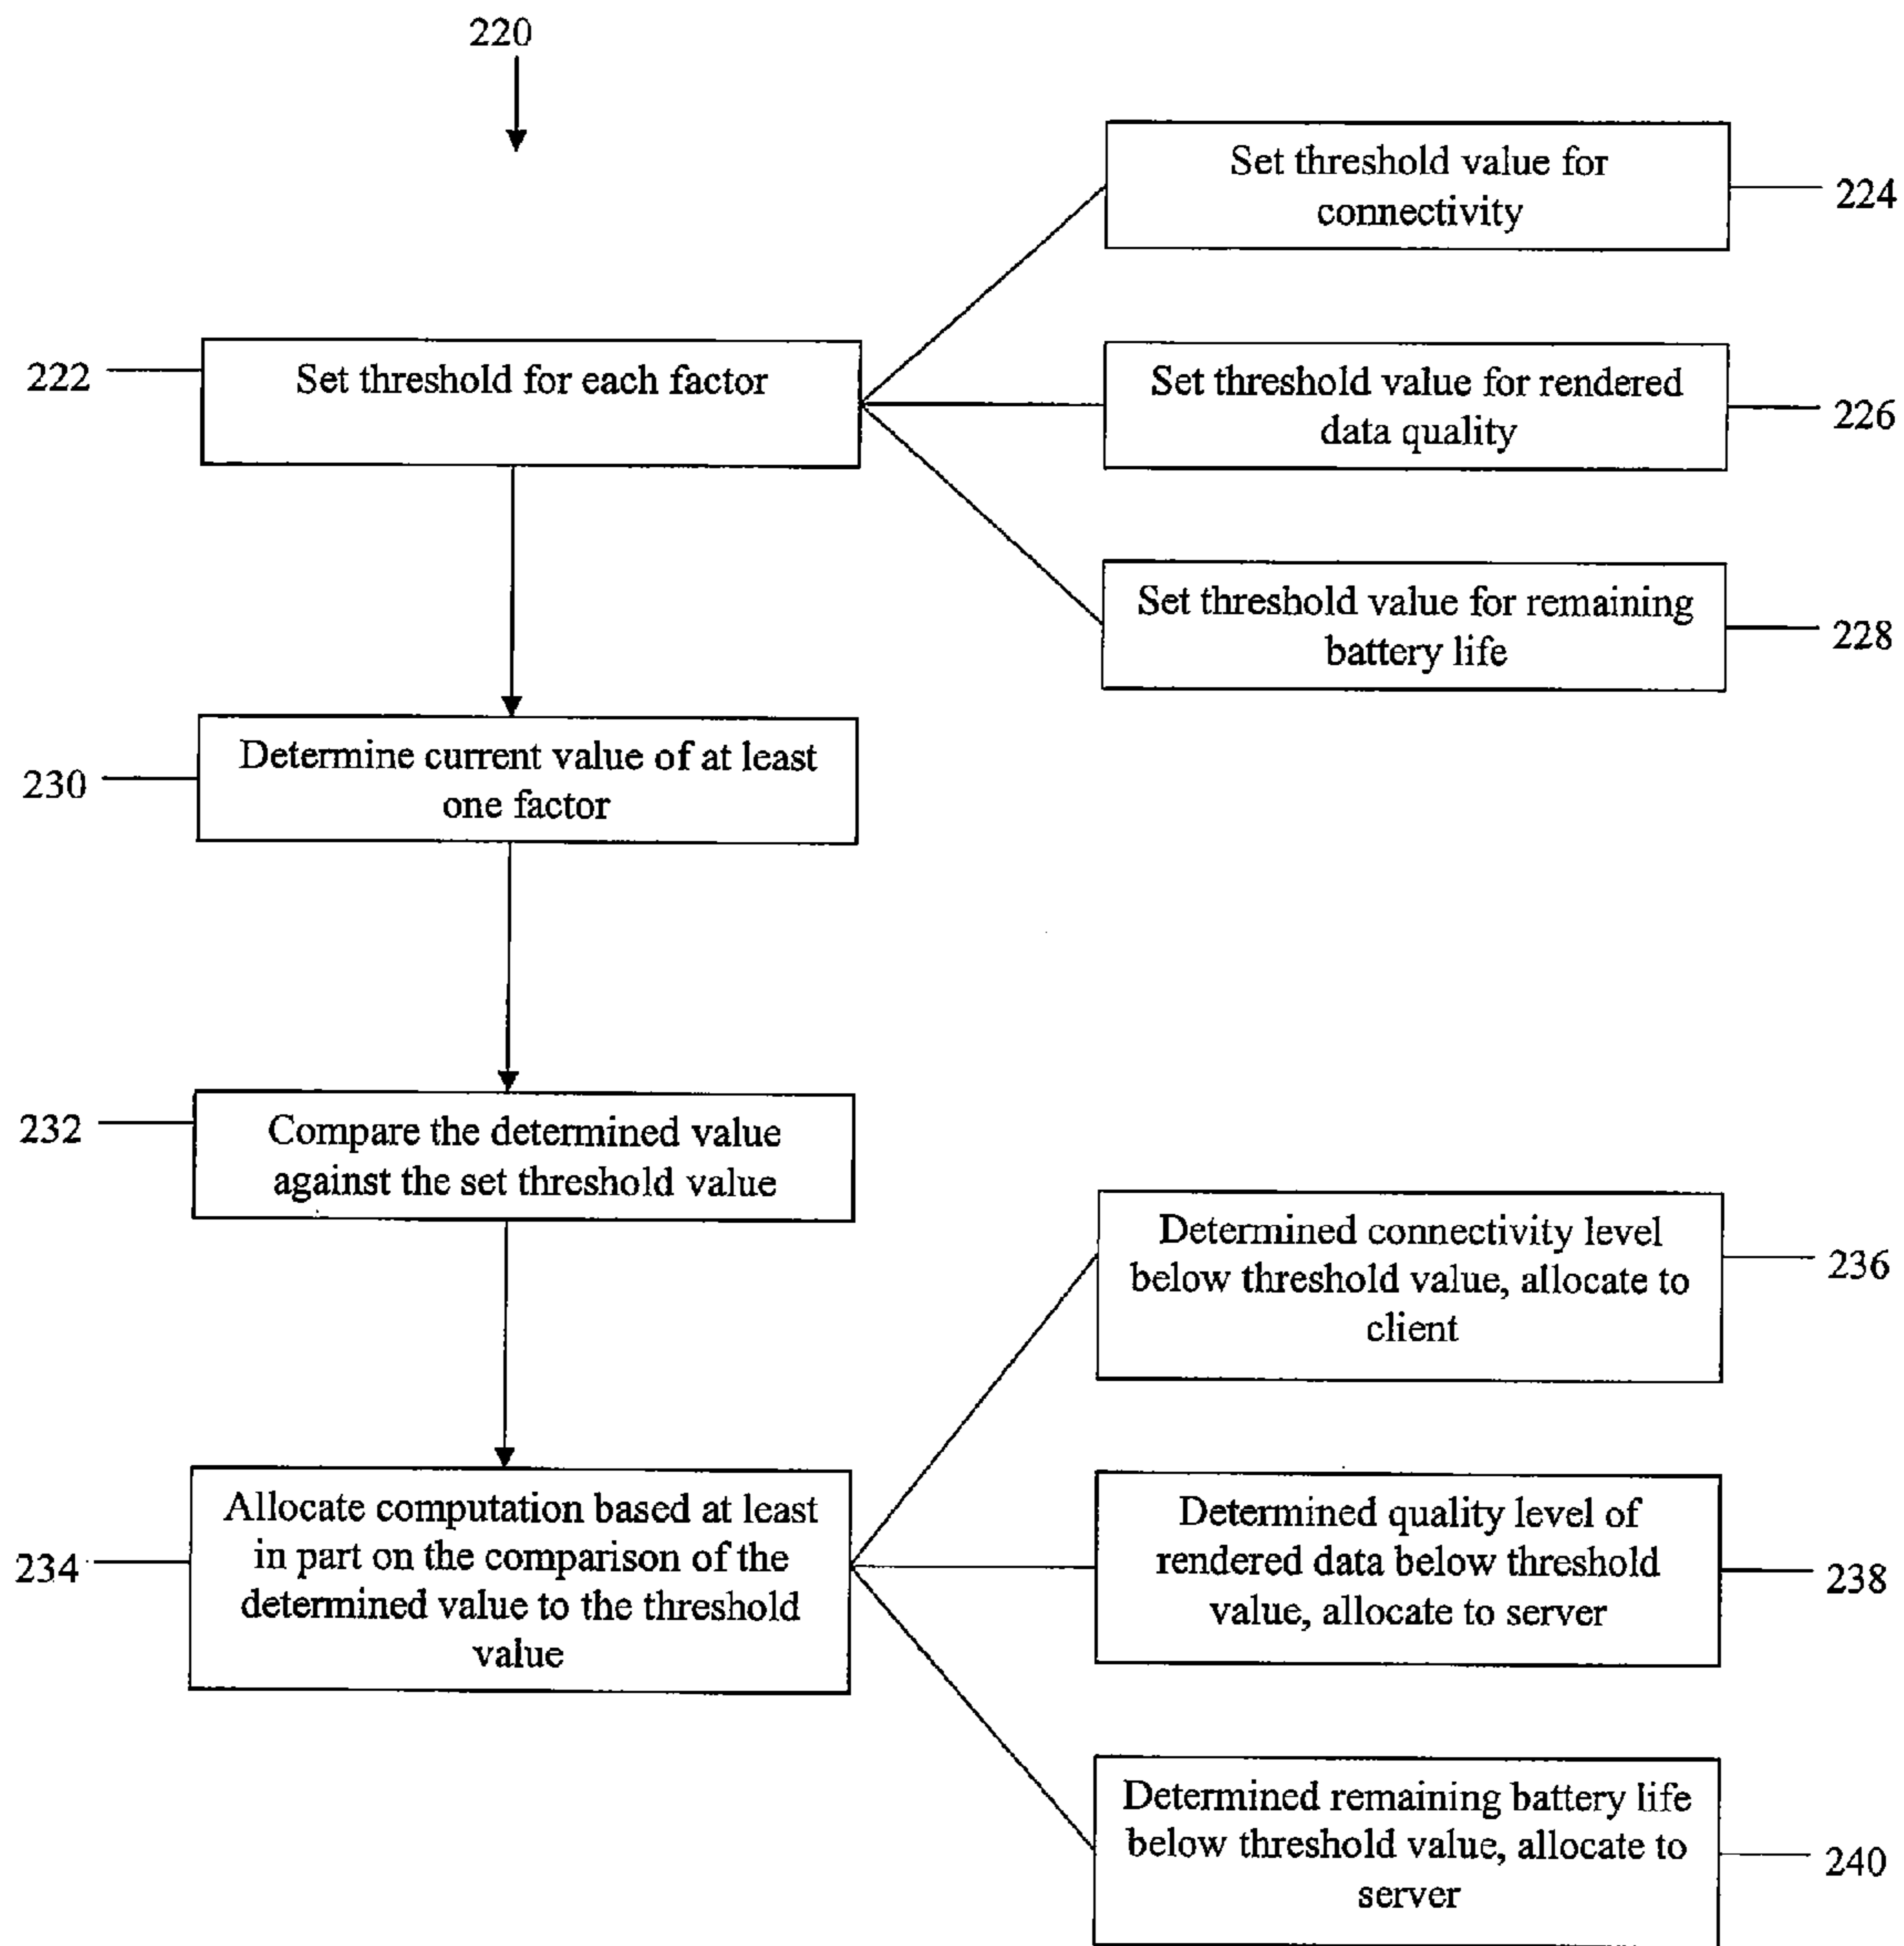 220
Set threshold value for
connectivity
224
222
Set threshold for each factor
Set threshold value for rendered
data quality
226
Set threshold value for remaining
battery life
228
230
Determine current value of at least
one factor
232
Compare the determined value
against the set threshold value
Determined connectivity level
below threshold value, allocate to
client
236
234
Allocate computation based at least
in part on the comparison of the
determined value to the threshold
value
Determined quality level of
rendered data below threshold
value, allocate to server
238
Determined remaining battery life
below threshold value, allocate to
server
240